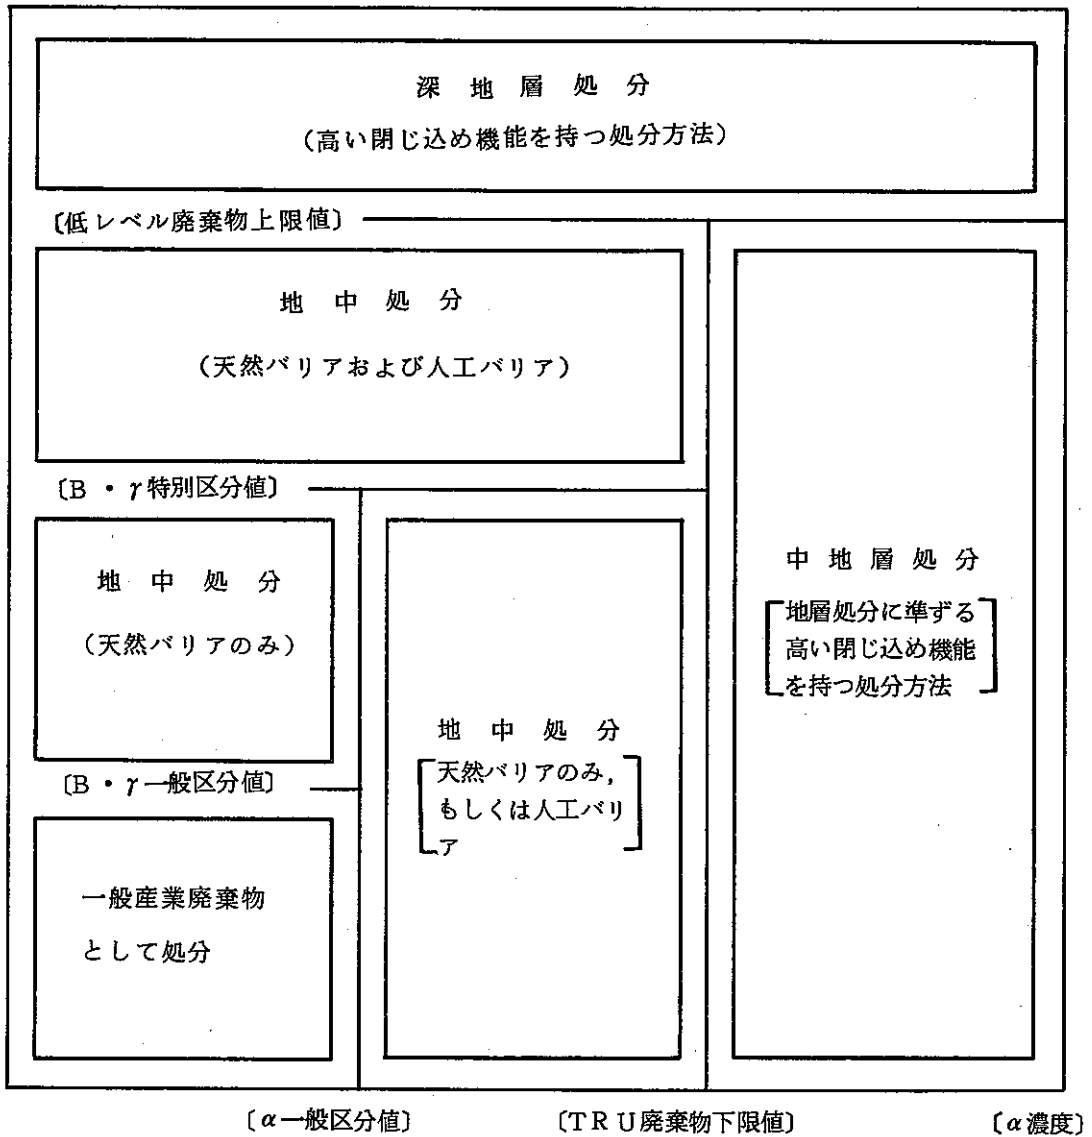 深地層処分
（高い閉じ込め機能を持つ処分方法）
〔低レベル廃棄物上限値〕
地中処分
（天然バリアおよび人工バリア）
〔B・γ特別区分値〕
地中処分
（天然バリアのみ）
〔B・γ一般区分値〕
一般産業廃棄物
として処分
地中処分
天然バリアのみ，
もしくは人工バリ
ア
中地層処分
地層処分に準ずる
高い閉じ込め機能
を持つ処分方法
〔α一般区分値〕
〔TRU廃棄物下限値〕
〔α濃度〕